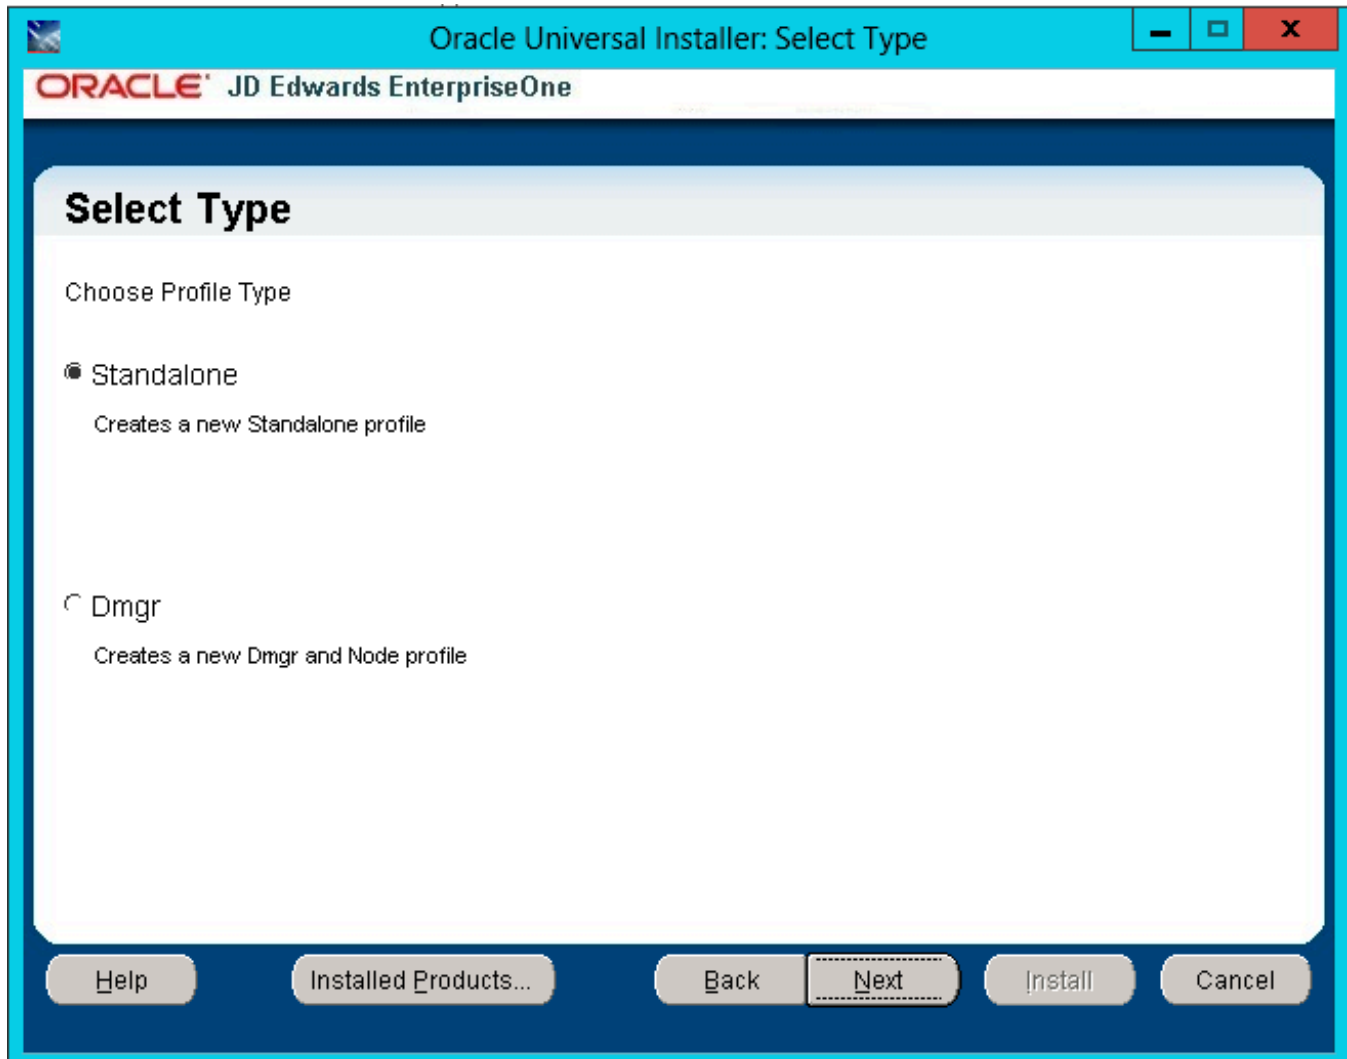 Oracle Universal Installer: Select Type
ORACLE JD Edwards EnterpriseOne
Select Type
Choose Profile Type
Standalone
Creates a new Standalone profile
Dmgr
Creates a new Dmgr and Node profile
Help Installed Products... Back Next Install Cancel